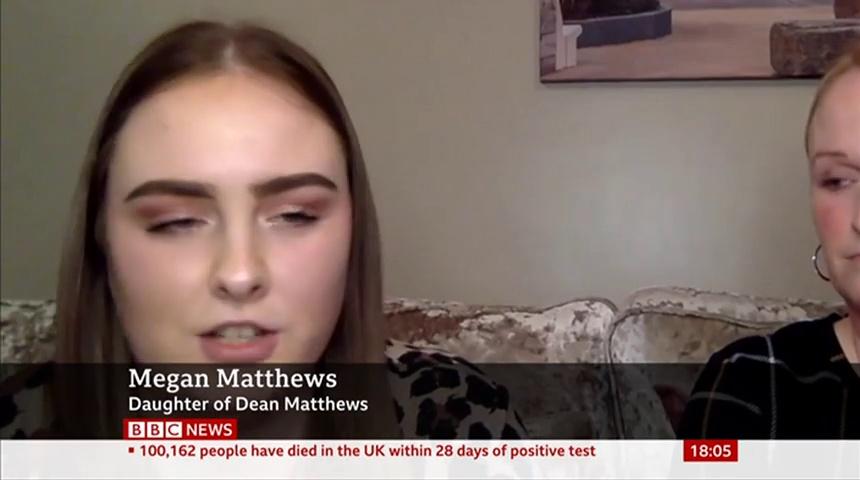 Megan Matthews
Daughter of Dean Matthews
BBC NEWS
▪ 100,162 people have died in the UK within 28 days of positive test
18:05